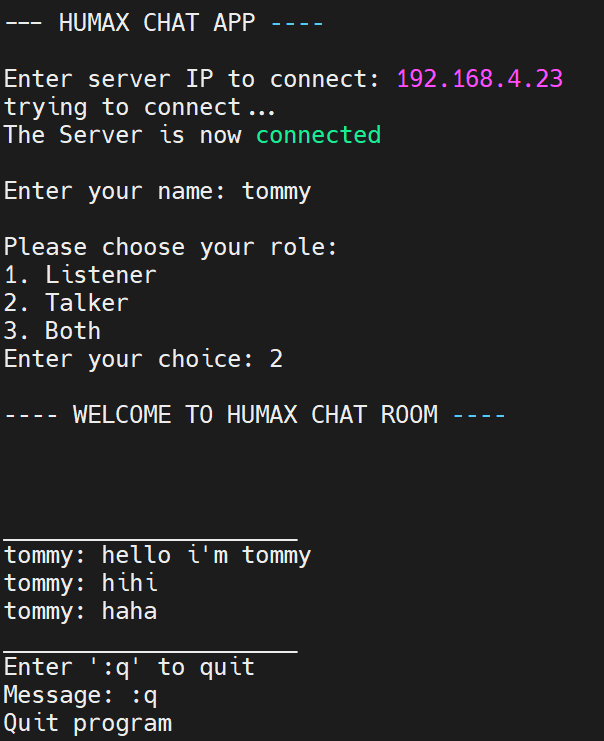 --- HUMAX CHAT APP ----
Enter server IP to connect: 192.168.4.23
trying to connect...
The Server is now connected
Enter your name: tommy
Please choose your role:
1. Listener
2. Talker
3. Both
Enter your choice: 2
---- WELCOME TO HUMAX CHAT ROOM ----
_____________________
tommy: hello i'm tommy
tommy: hihi
tommy: haha
_____________________
Enter ':q' to quit
Message: :q
Quit program